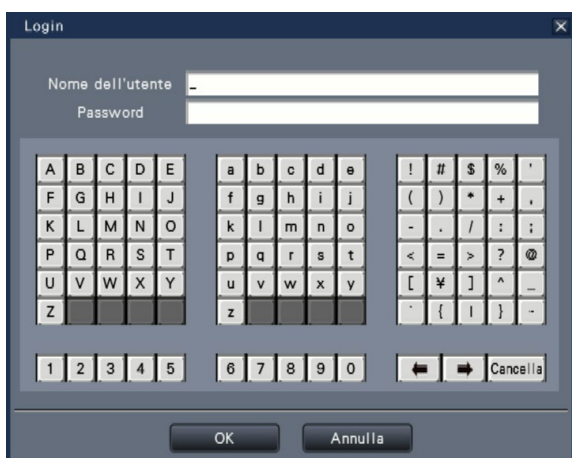 Login
Nome dell'utente _
Password
A B C D E a b c d e ! # $ % '
F G H I J f g h i j ( ) * + ,
K L M N O k l m n o - . / : ;
P Q R S T p q r s t < = > ? @
U V W X Y u v w x y [ ¥ ] ^ _
Z z ` { | } ~
1 2 3 4 5 6 7 8 9 0 ← → Cancella
OK Annulla